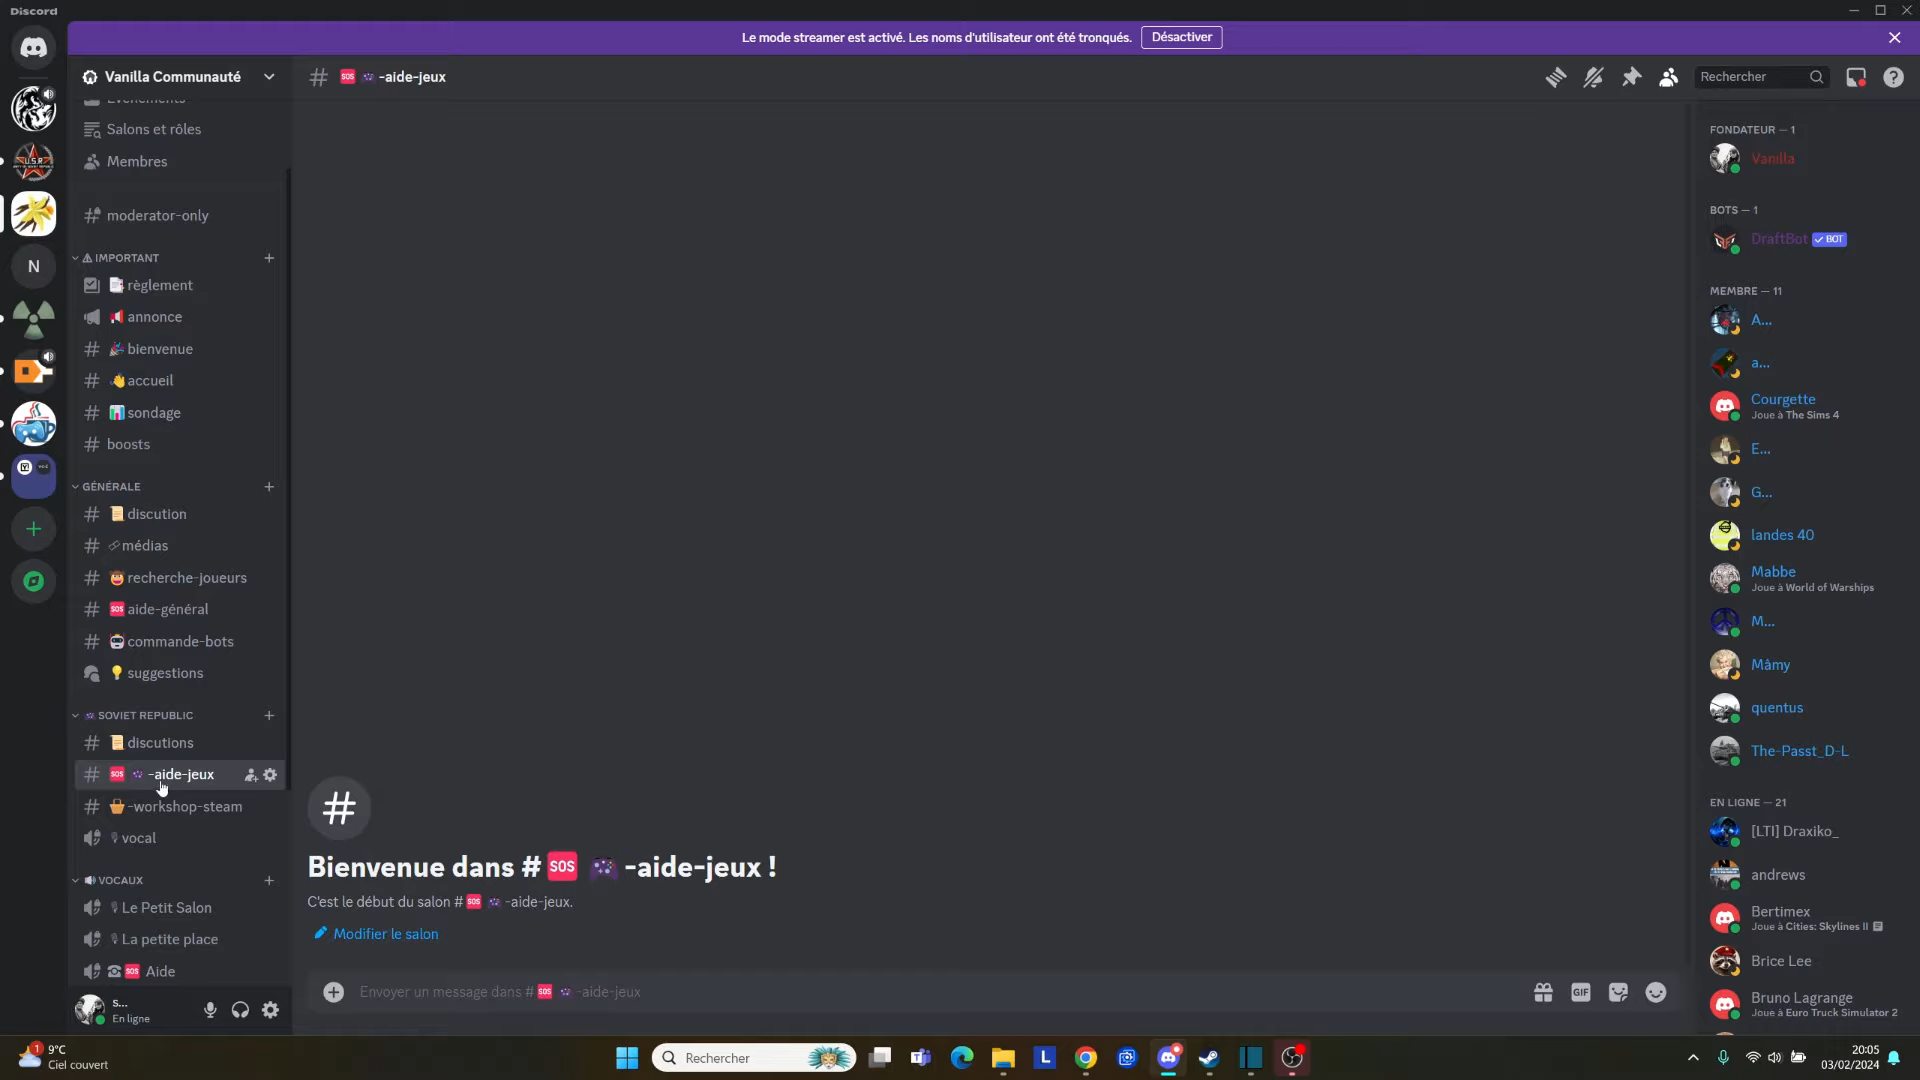 Discord
Le mode streamer est activé. Les noms d'utilisateur ont été tronqués.
Désactiver
Vanilla Communauté
SOS -aide-jeux
Rechercher
Événements
Salons et rôles
Membres
moderator-only
IMPORTANT
règlement
annonce
bienvenue
accueil
sondage
boosts
GÉNÉRALE
discution
médias
recherche-joueurs
SOS aide-général
commande-bots
suggestions
SOVIET REPUBLIC
discutions
SOS -aide-jeux
-workshop-steam
vocal
VOCAUX
Le Petit Salon
La petite place
SOS Aide
S...
En ligne
N
Bienvenue dans # SOS -aide-jeux !
C'est le début du salon # SOS -aide-jeux.
Modifier le salon
Envoyer un message dans # SOS -aide-jeux
GIF
FONDATEUR — 1
Vanilla
BOTS — 1
DraftBot BOT
MEMBRE — 11
A...
a...
Courgette
Joue à The Sims 4
E...
G...
landes 40
Mabbe
Joue à World of Warships
M...
Måmy
quentus
The-Passt_D-L
EN LIGNE — 21
[LTI] Draxiko_
andrews
Bertimex
Joue à Cities: Skylines II
Brice Lee
Bruno Lagrange
Joue à Euro Truck Simulator 2
1
9°C
Ciel couvert
Rechercher
L
20:05
03/02/2024